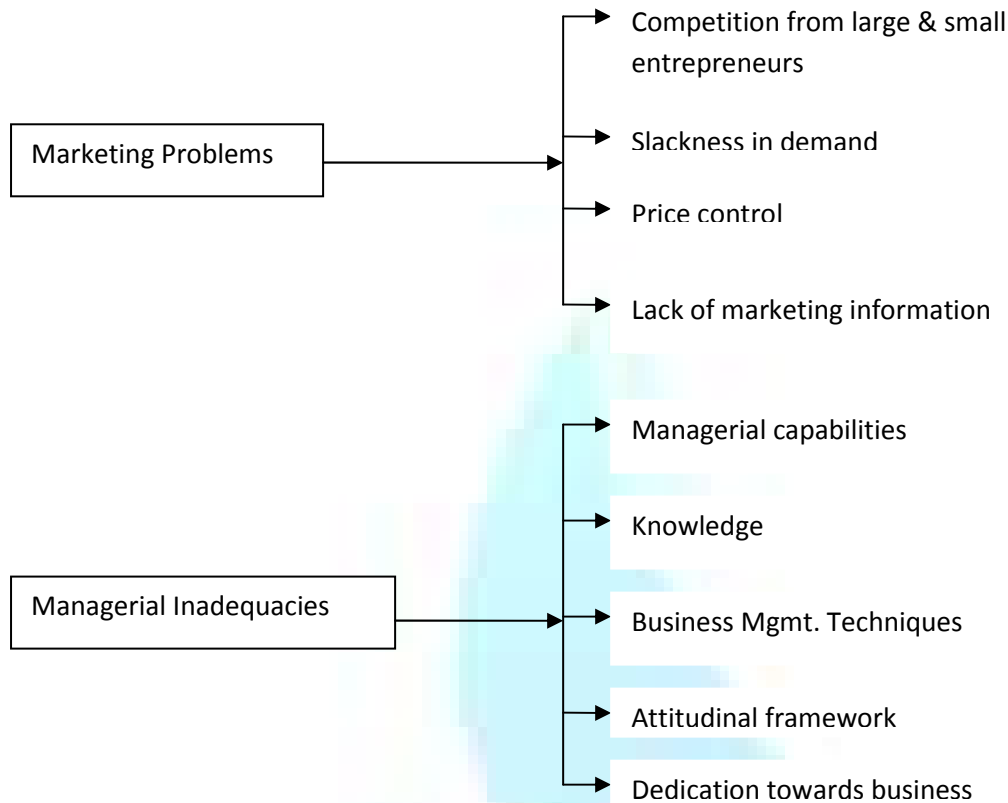 Competition from large & small
entrepreneurs
Marketing Problems
Slackness in demand
Price control
Lack of marketing information
Managerial capabilities
Knowledge
Managerial Inadequacies
Business Mgmt. Techniques
Attitudinal framework
Dedication towards business